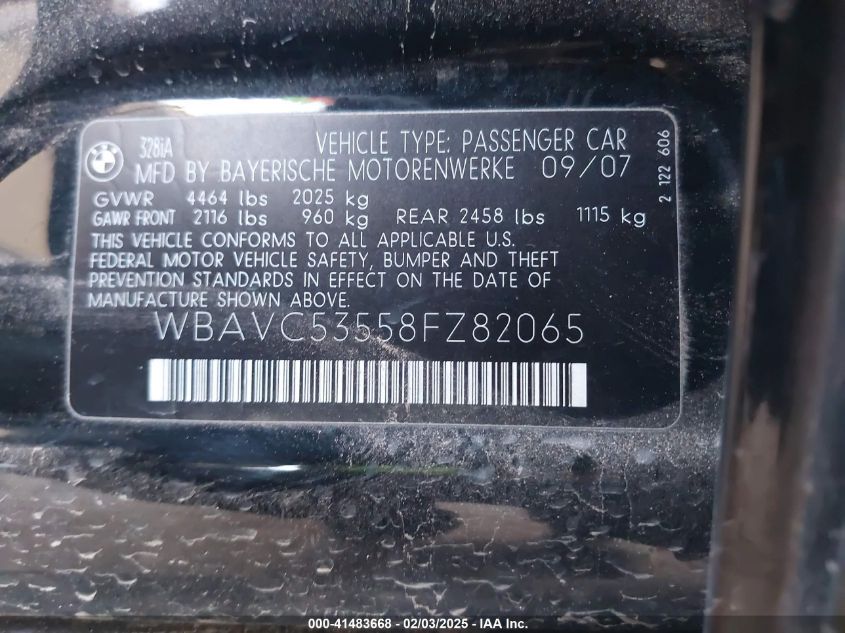 BMW
328iA
VEHICLE TYPE: PASSENGER CAR
MFD BY BAYERISCHE MOTORENWERKE 09/07
GVWR 4464 lbs 2025 kg
GAWR FRONT 2116 lbs 960 kg REAR 2458 lbs 1115 kg
THIS VEHICLE CONFORMS TO ALL APPLICABLE U.S.
FEDERAL MOTOR VEHICLE SAFETY, BUMPER AND THEFT
PREVENTION STANDARDS IN EFFECT ON THE DATE OF
MANUFACTURE SHOWN ABOVE.
WBAVC53558FZ82065
2 122 606
000-41483668 - 02/03/2025 - IAA Inc.